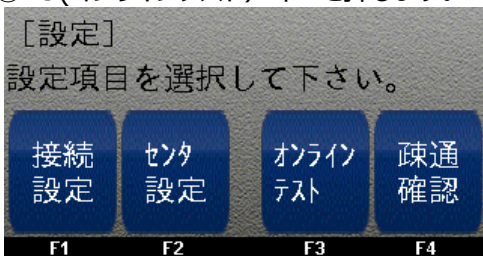 [設定]
設定項目を選択して下さい。
接続
設定
センタ
設定
オンライン
テスト
疎通
確認
F1 F2 F3 F4